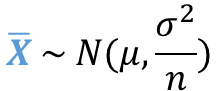 X̄ ~ N(μ, σ²/n)